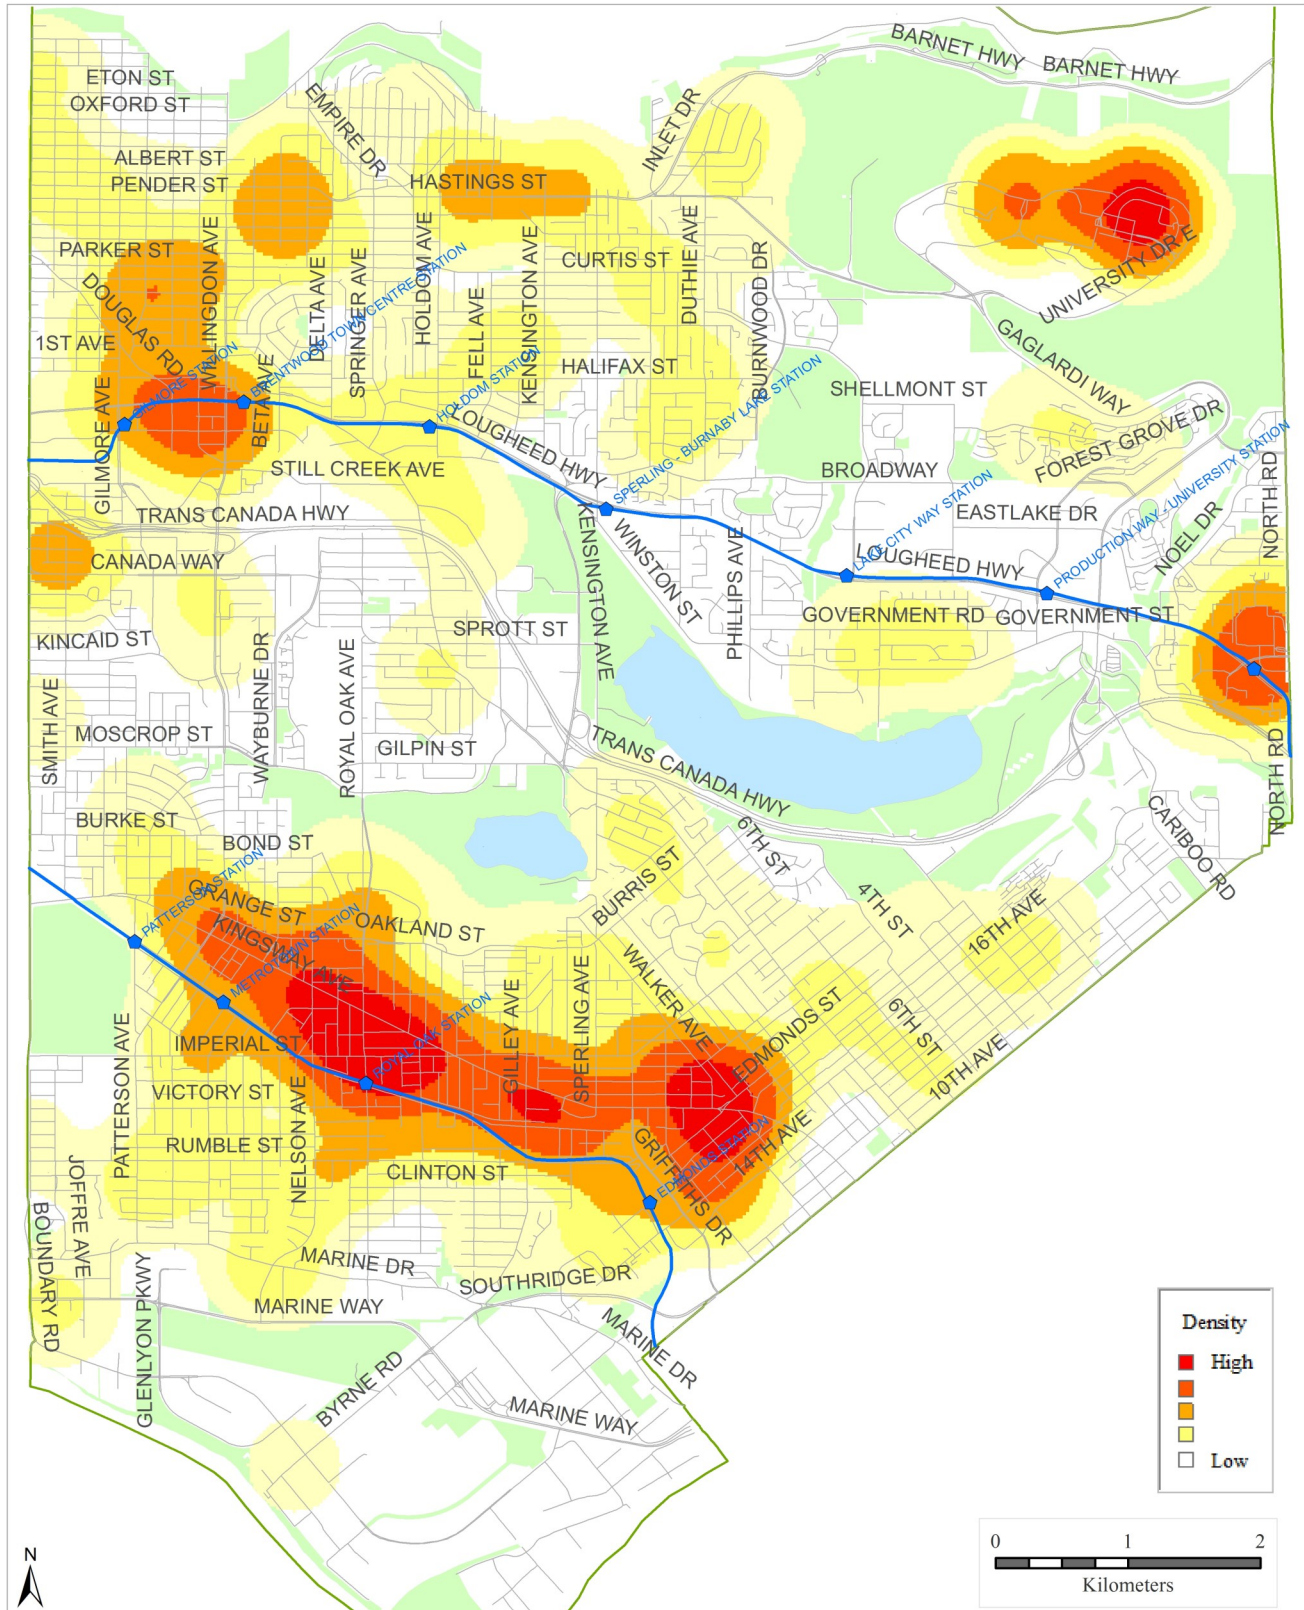 BARNET HWY
BARNET HWY
ETON ST
OXFORD ST
EMPIRE DR
INLET DR
ALBERT ST
PENDER ST
HASTINGS ST
PARKER ST
WILLINGDON AVE
DELTA AVE
SPRINGER AVE
HOLDOM AVE
BRENTWOOD TOWN CENTRE STATION
FELL AVE
KENSINGTON AVE
CURTIS ST
DUTHIE AVE
BURNWOOD DR
UNIVERSITY DR E
DOUGLAS RD
1ST AVE
GILMORE STATION
HOLDOM STATION
HALIFAX ST
SPERLING - BURNABY LAKE STATION
SHELLMONT ST
GAGLARDI WAY
GILMORE AVE
BETA AVE
LOUGHEED HWY
FOREST GROVE DR
STILL CREEK AVE
BROADWAY
LAKE CITY WAY STATION
PRODUCTION WAY - UNIVERSITY STATION
NORTH RD
TRANS CANADA HWY
KENSINGTON AVE
WINSTON ST
EASTLAKE DR
NOEL DR
CANADA WAY
PHILLIPS AVE
LOUGHEED HWY
KINCAID ST
SPROTT ST
GOVERNMENT RD
GOVERNMENT ST
WAYBURNE DR
ROYAL OAK AVE
SMITH AVE
MOSCROP ST
GILPIN ST
TRANS CANADA HWY
NORTH RD
BURKE ST
BOND ST
6TH ST
CARIBOO RD
PATTERSON STATION
GRANGE ST
BURRIS ST
4TH ST
16TH AVE
KINGSWAY AVE
METROTOWN STATION
OAKLAND ST
WALKER AVE
SPERLING AVE
GILLEY AVE
EDMONDS ST
6TH ST
10TH AVE
PATTERSON AVE
IMPERIAL ST
ROYAL OAK STATION
VICTORY ST
NELSON AVE
RUMBLE ST
CLINTON ST
GRIFFITHS DR
14TH AVE
EDMONDS STATION
JOFFRE AVE
BOUNDARY RD
GLENLYON PKWY
MARINE DR
SOUTHRIDGE DR
MARINE WAY
MARINE DR
BYRNE RD
MARINE WAY
Density
High
Low
N
0 1 2
Kilometers